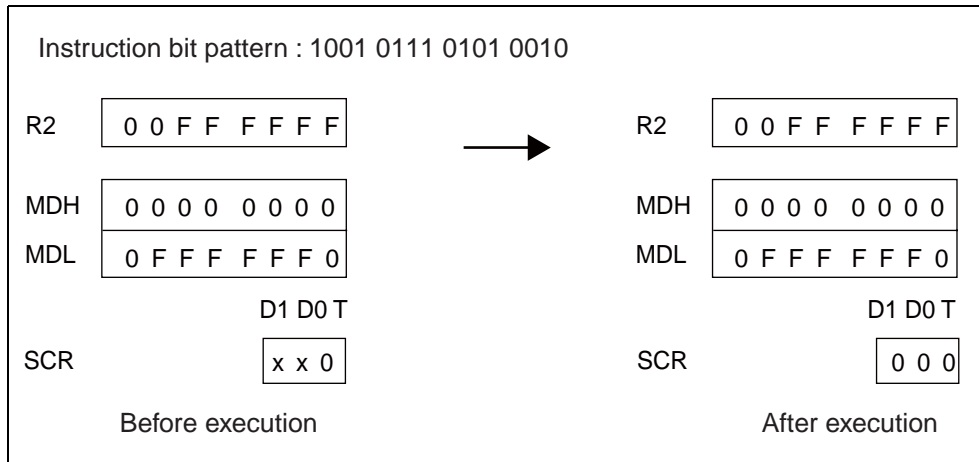 Instruction bit pattern : 1001 0111 0101 0010
R2 0 0 F F F F F F R2 0 0 F F F F F F
MDH 0 0 0 0 0 0 0 0 MDH 0 0 0 0 0 0 0 0
MDL 0 F F F F F F 0 MDL 0 F F F F F F 0
D1 D0 T D1 D0 T
SCR x x 0 SCR 0 0 0
Before execution After execution